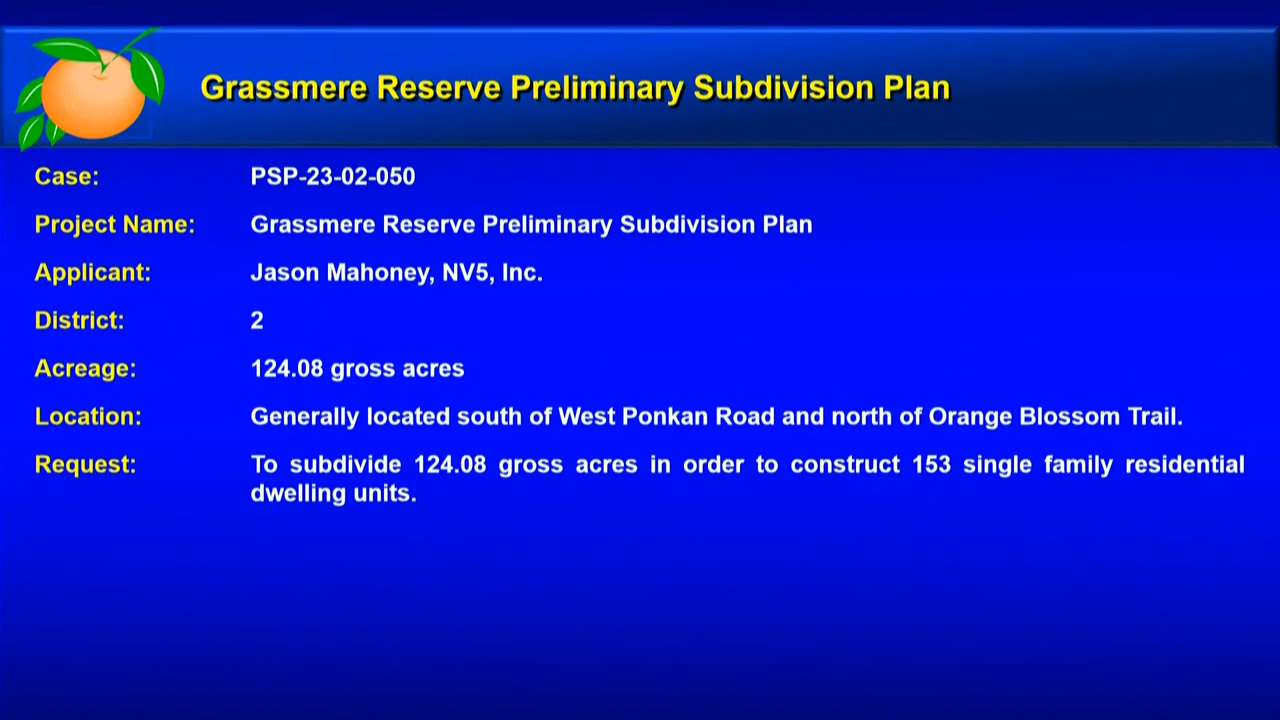 Grassmere Reserve Preliminary Subdivision Plan
Case: PSP-23-02-050
Project Name: Grassmere Reserve Preliminary Subdivision Plan
Applicant: Jason Mahoney, NV5, Inc.
District: 2
Acreage: 124.08 gross acres
Location: Generally located south of West Ponkan Road and north of Orange Blossom Trail.
Request: To subdivide 124.08 gross acres in order to construct 153 single family residential
dwelling units.